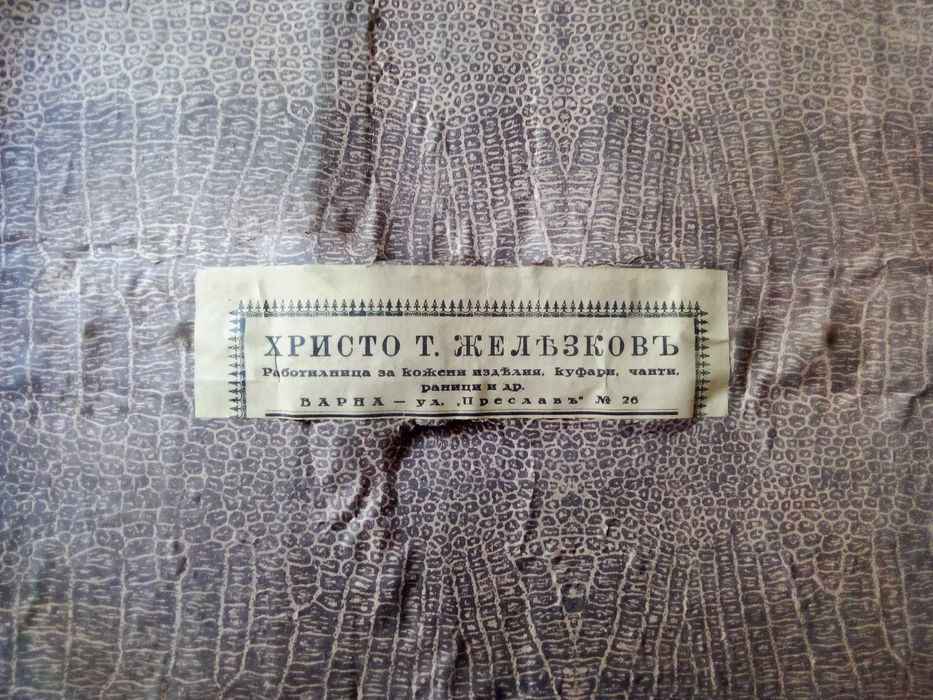 ХРИСТО Т. ЖЕЛѢЗКОВЪ
Работилница за кожени издѣлия, куфари, чанти,
раници и др.
ВАРНА — ул. „Преславъ“ № 26